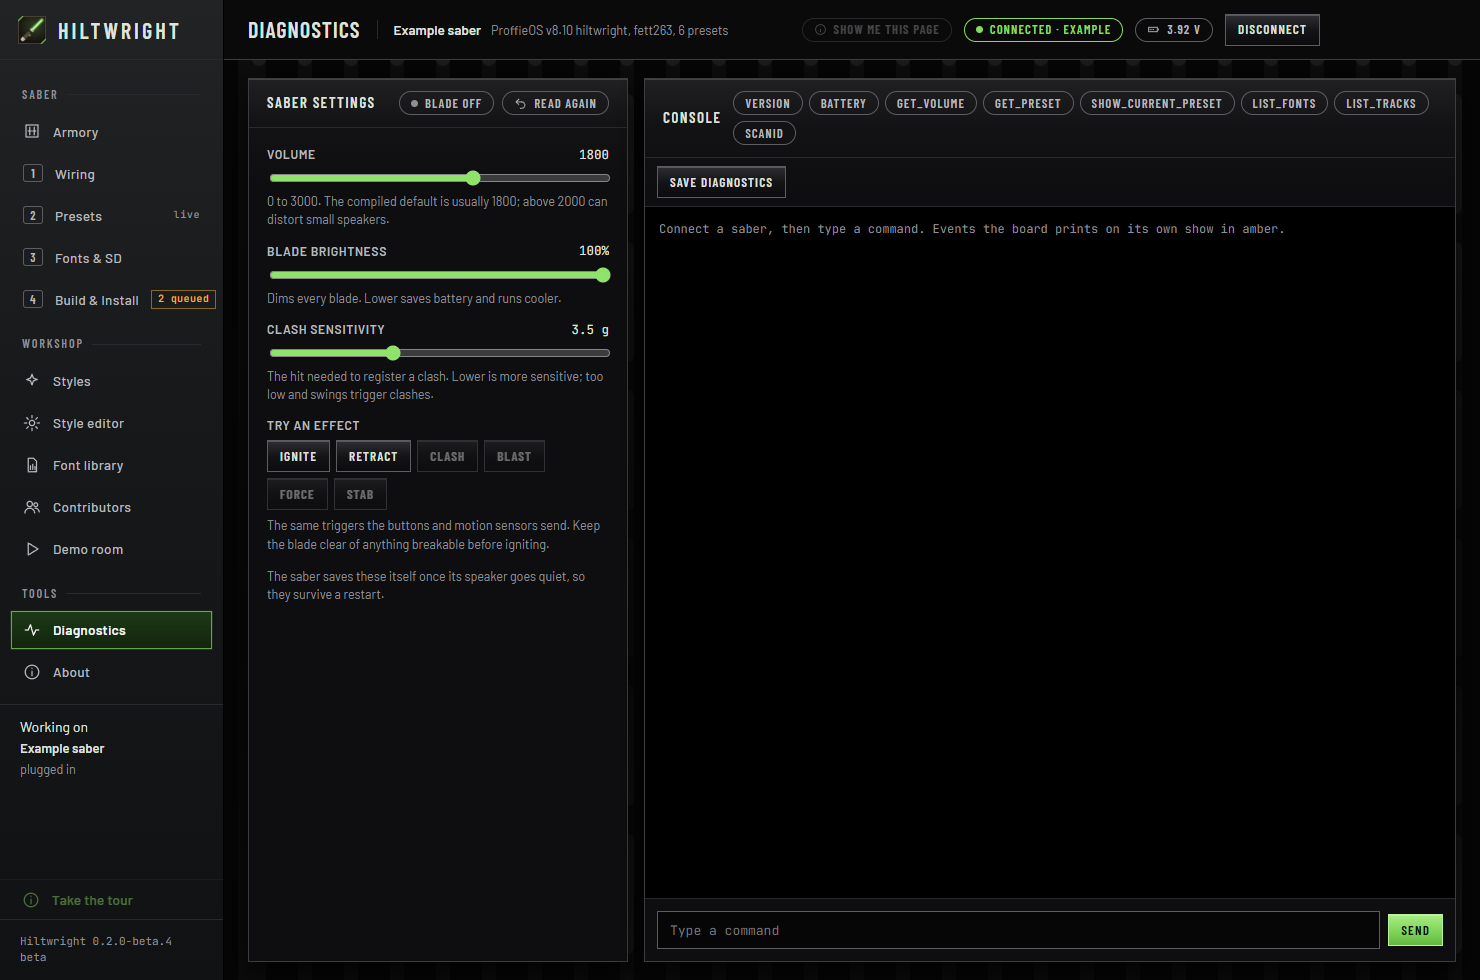 HILTWRIGHT
SABER
Armory
1 Wiring
2 Presets live
3 Fonts & SD
4 Build & Install 2 queued
WORKSHOP
Styles
Style editor
Font library
Contributors
Demo room
TOOLS
Diagnostics
About
Working on
Example saber
plugged in
Take the tour
Hiltwright 0.2.0-beta.4
beta
DIAGNOSTICS
Example saber ProffieOS v8.10 hiltwright, fett263, 6 presets
SHOW ME THIS PAGE
CONNECTED · EXAMPLE
3.92 V
DISCONNECT
SABER SETTINGS
BLADE OFF
READ AGAIN
VOLUME 1800
0 to 3000. The compiled default is usually 1800; above 2000 can
distort small speakers.
BLADE BRIGHTNESS 100%
Dims every blade. Lower saves battery and runs cooler.
CLASH SENSITIVITY 3.5 g
The hit needed to register a clash. Lower is more sensitive; too
low and swings trigger clashes.
TRY AN EFFECT
IGNITE RETRACT CLASH BLAST
FORCE STAB
The same triggers the buttons and motion sensors send. Keep
the blade clear of anything breakable before igniting.
The saber saves these itself once its speaker goes quiet, so
they survive a restart.
CONSOLE
VERSION BATTERY GET_VOLUME GET_PRESET SHOW_CURRENT_PRESET LIST_FONTS LIST_TRACKS
SCANID
SAVE DIAGNOSTICS
Connect a saber, then type a command. Events the board prints on its own show in amber.
Type a command
SEND